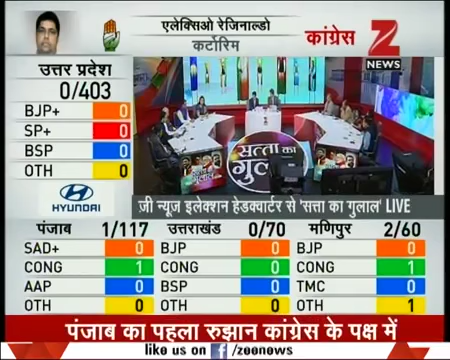 एलेक्सिओ रेजिनाल्डो
कर्टोरिम
कांग्रेस
Z
NEWS
उत्तर प्रदेश
0/403
BJP+ 0
SP+ 0
BSP 0
OTH 0
सत्ता का
गुलाल
HYUNDAI
ज़ी न्यूज़ इलेक्शन हेडक्वार्टर से 'सत्ता का गुलाल' LIVE
पंजाब 1/117
SAD+ 0
CONG 1
AAP 0
OTH 0
उत्तराखंड 0/70
BJP 0
CONG 0
BSP 0
OTH 0
मणिपुर 2/60
BJP 0
CONG 1
TMC 0
OTH 1
पंजाब का पहला रुझान कांग्रेस के पक्ष में
like us on f/zeenews